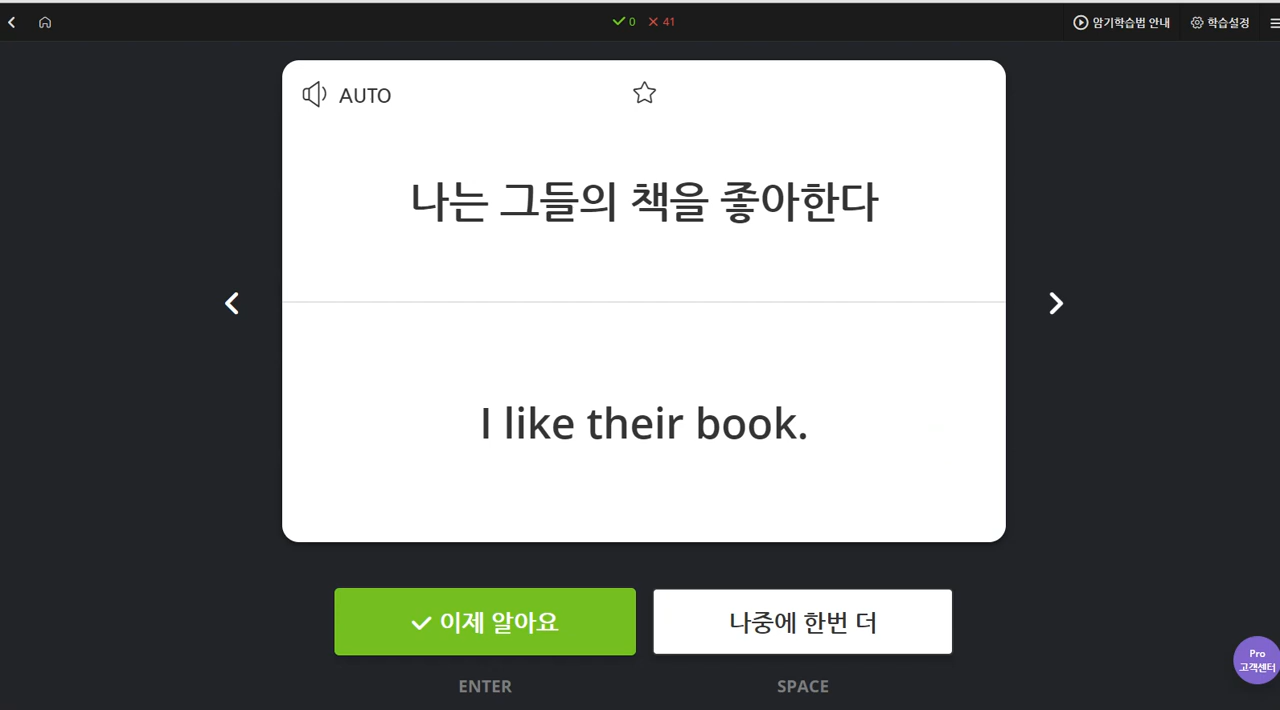 0 41 암기학습법 안내 학습설정
AUTO
나는 그들의 책을 좋아한다
I like their book.
이제 알아요 나중에 한번 더
ENTER SPACE
Pro
고객센터